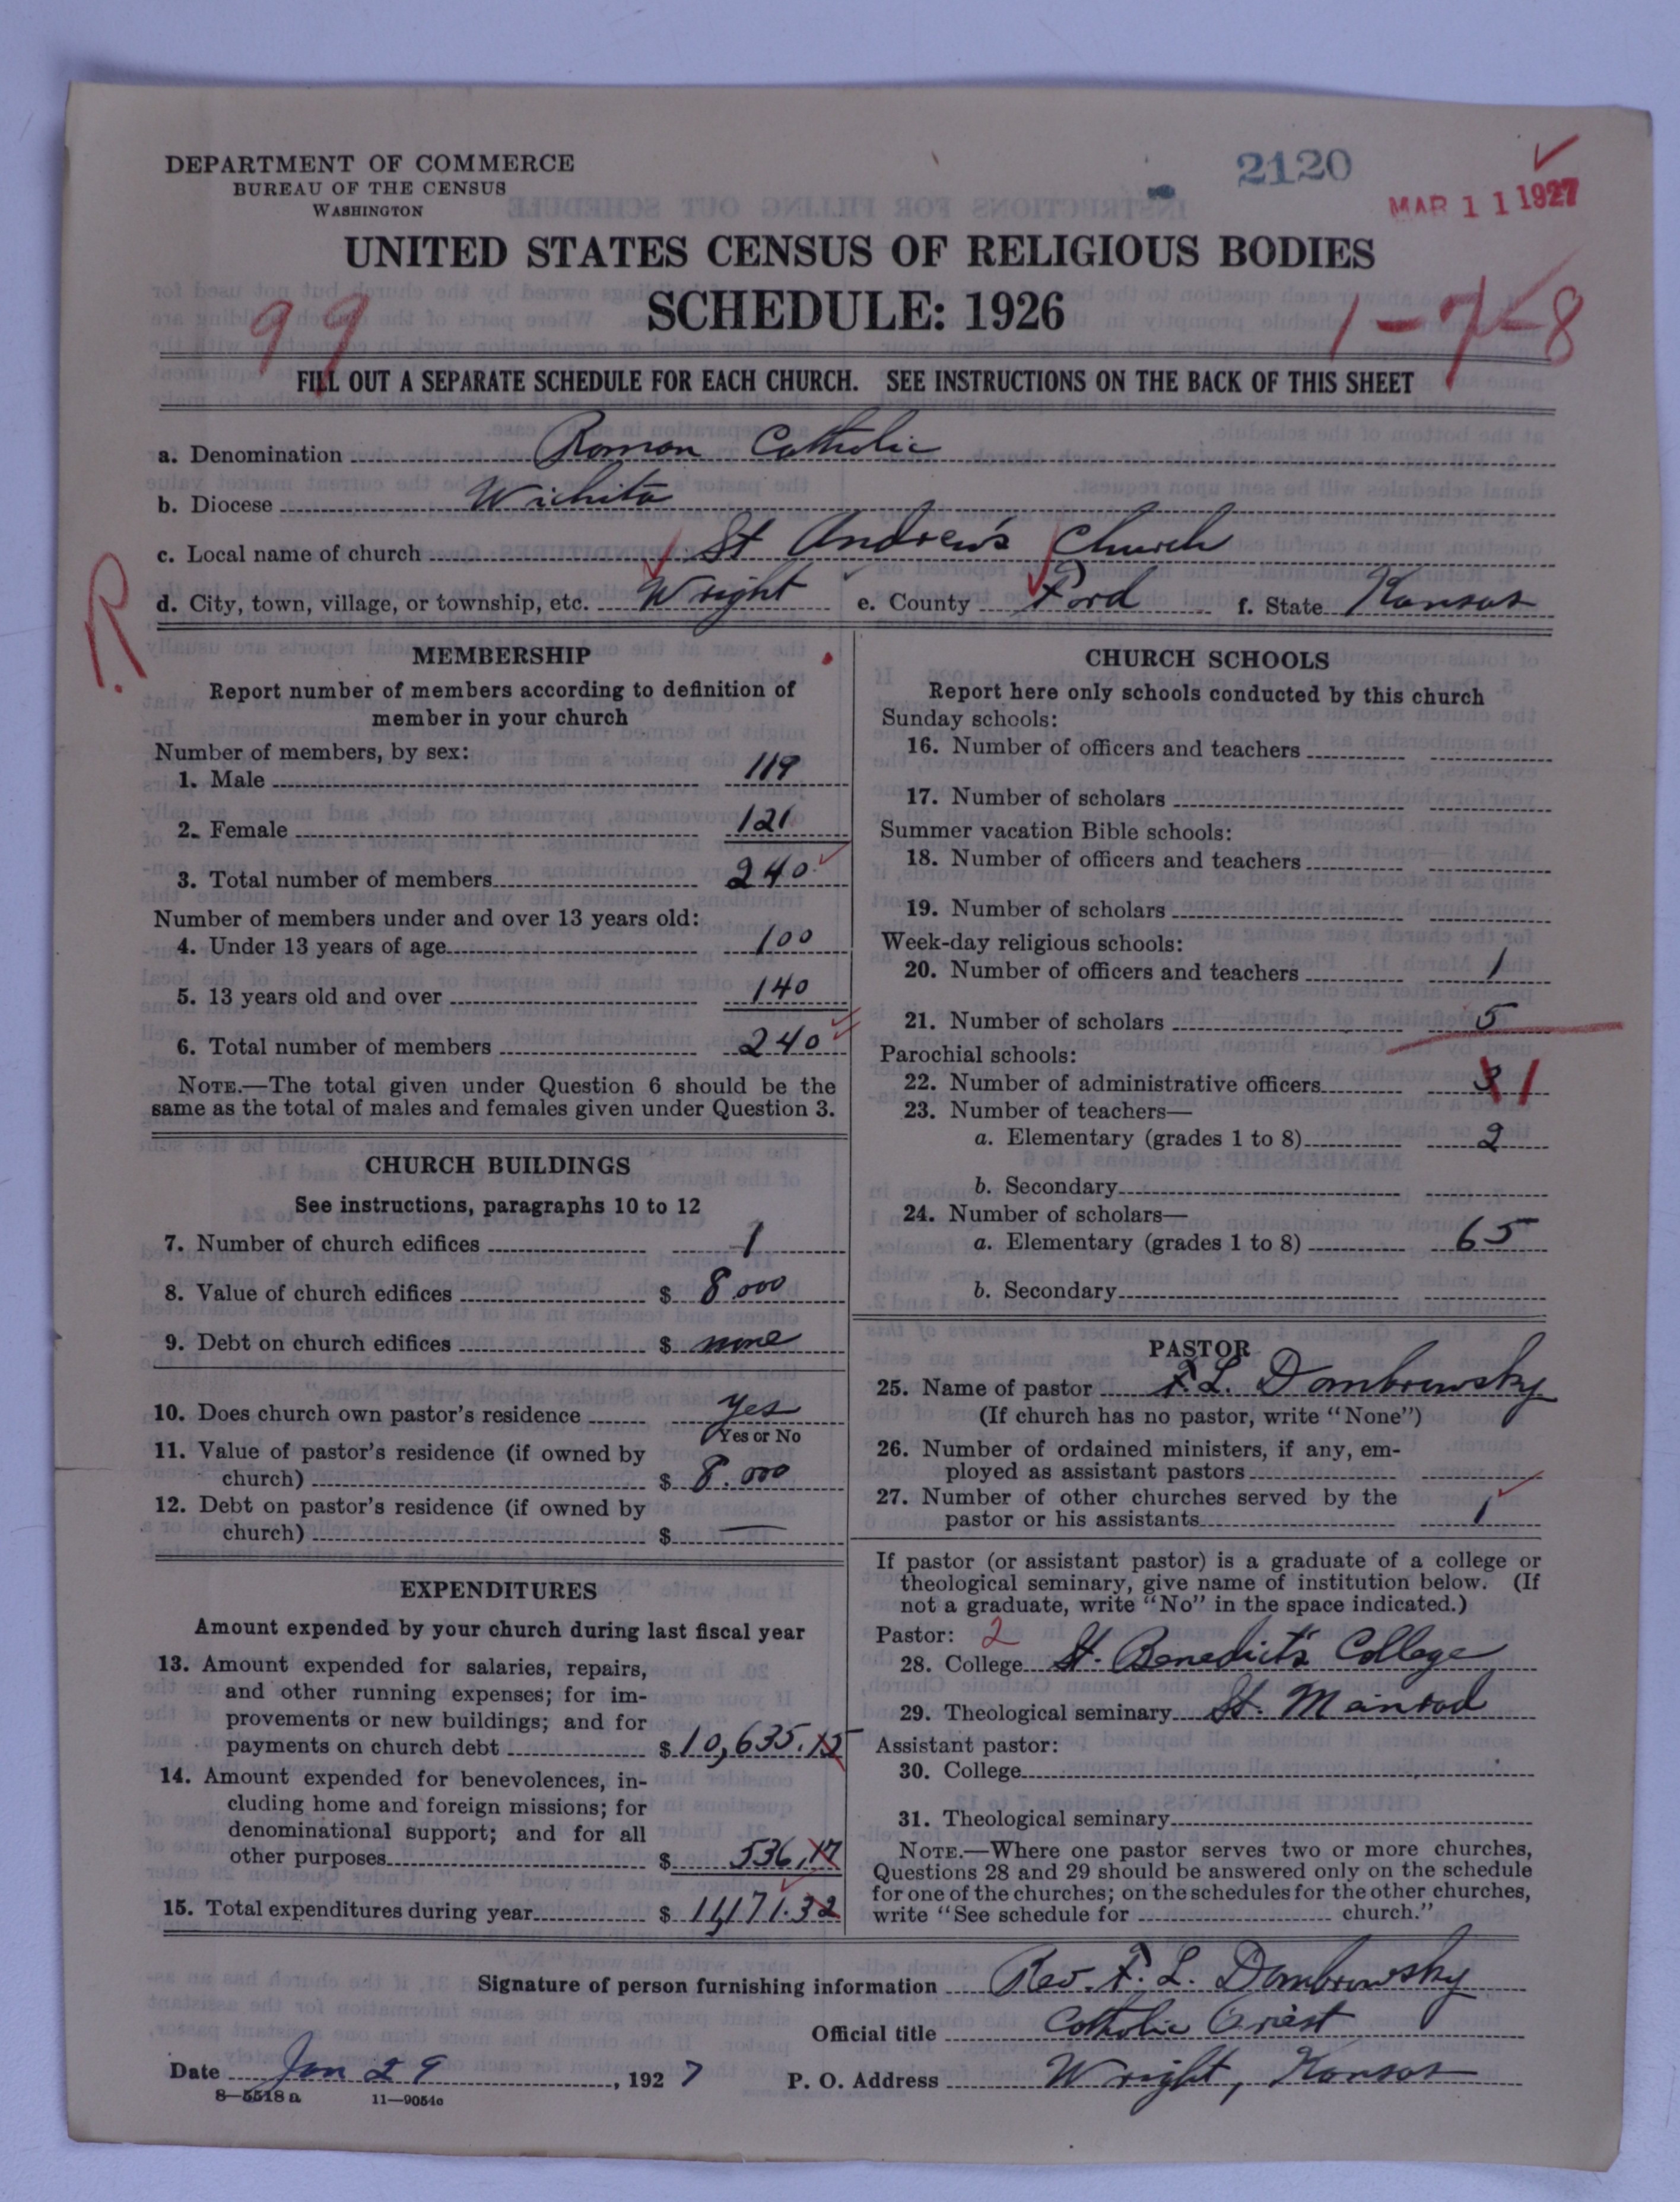 DEPARTMENT OF COMMERCE
BUREAU OF THE CENSUS
WASHINGTON
2120
MAR 11 1927
UNITED STATES CENSUS OF RELIGIOUS BODIES
SCHEDULE: 1926
99
1-7-8
FILL OUT A SEPARATE SCHEDULE FOR EACH CHURCH. SEE INSTRUCTIONS ON THE BACK OF THIS SHEET
a. Denomination Roman Catholic
b. Diocese Wichita
c. Local name of church St Andrew's Church
d. City, town, village, or township, etc. Wright e. County Ford f. State Kansas
R.
MEMBERSHIP
Report number of members according to definition of
member in your church
Number of members, by sex:
1. Male 119
2. Female 121
3. Total number of members 240
Number of members under and over 13 years old:
4. Under 13 years of age 100
5. 13 years old and over 140
6. Total number of members 240
NOTE.—The total given under Question 6 should be the
same as the total of males and females given under Question 3.
CHURCH BUILDINGS
See instructions, paragraphs 10 to 12
7. Number of church edifices 1
8. Value of church edifices $ 8000
9. Debt on church edifices $ none
10. Does church own pastor's residence yes
Yes or No
11. Value of pastor's residence (if owned by
church) $ 8.000
12. Debt on pastor's residence (if owned by
church) $ —
EXPENDITURES
Amount expended by your church during last fiscal year
13. Amount expended for salaries, repairs,
and other running expenses; for im-
provements or new buildings; and for
payments on church debt $ 10,635.15
14. Amount expended for benevolences, in-
cluding home and foreign missions; for
denominational support; and for all
other purposes $ 536,17
15. Total expenditures during year $ 11,171.32
CHURCH SCHOOLS
Report here only schools conducted by this church
Sunday schools:
16. Number of officers and teachers
17. Number of scholars
Summer vacation Bible schools:
18. Number of officers and teachers
19. Number of scholars
Week-day religious schools:
20. Number of officers and teachers 1
21. Number of scholars 5
Parochial schools:
22. Number of administrative officers 3 1
23. Number of teachers—
a. Elementary (grades 1 to 8) 2
b. Secondary
24. Number of scholars—
a. Elementary (grades 1 to 8) 65
b. Secondary
PASTOR
25. Name of pastor F. L. Dombrowsky
(If church has no pastor, write "None")
26. Number of ordained ministers, if any, em-
ployed as assistant pastors
27. Number of other churches served by the
pastor or his assistants 1
If pastor (or assistant pastor) is a graduate of a college or
theological seminary, give name of institution below. (If
not a graduate, write "No" in the space indicated.)
Pastor: 2
28. College St. Benedict's College
29. Theological seminary St. Meinrad
Assistant pastor:
30. College
31. Theological seminary
NOTE.—Where one pastor serves two or more churches,
Questions 28 and 29 should be answered only on the schedule
for one of the churches; on the schedules for the other churches,
write "See schedule for church."
Signature of person furnishing information Rev. F. L. Dombrowsky
Official title Catholic Priest
Date Jan 29, 1927 P. O. Address Wright, Kansas
8—5518 a 11—9054c